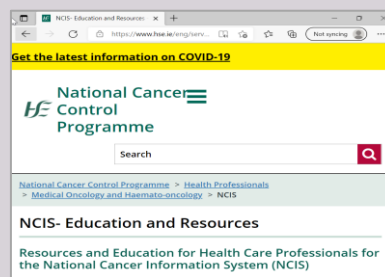 NCIS- Education and Resources
https://www.hse.ie/eng/serv...
Not syncing
Get the latest information on COVID-19
National Cancer
Control
Programme
Search
National Cancer Control Programme > Health Professionals
> Medical Oncology and Haemato-oncology > NCIS
NCIS- Education and Resources
Resources and Education for Health Care Professionals for
the National Cancer Information System (NCIS)